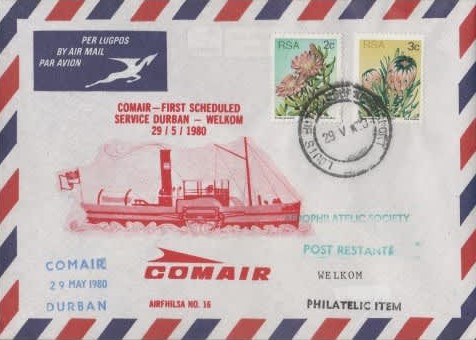 PER LUGPOS
BY AIR MAIL
PAR AVION
RSA 2c
RSA 3c
COMAIR – FIRST SCHEDULED
SERVICE DURBAN – WELKOM
29 / 5 / 1980
LOUIS
29 V
AEROPHILATELIC SOCIETY
POST RESTANTE
WELKOM
PHILATELIC ITEM
COMAIR
29 MAY 1980
DURBAN
COMAIR
AIRFHILSA NO. 16